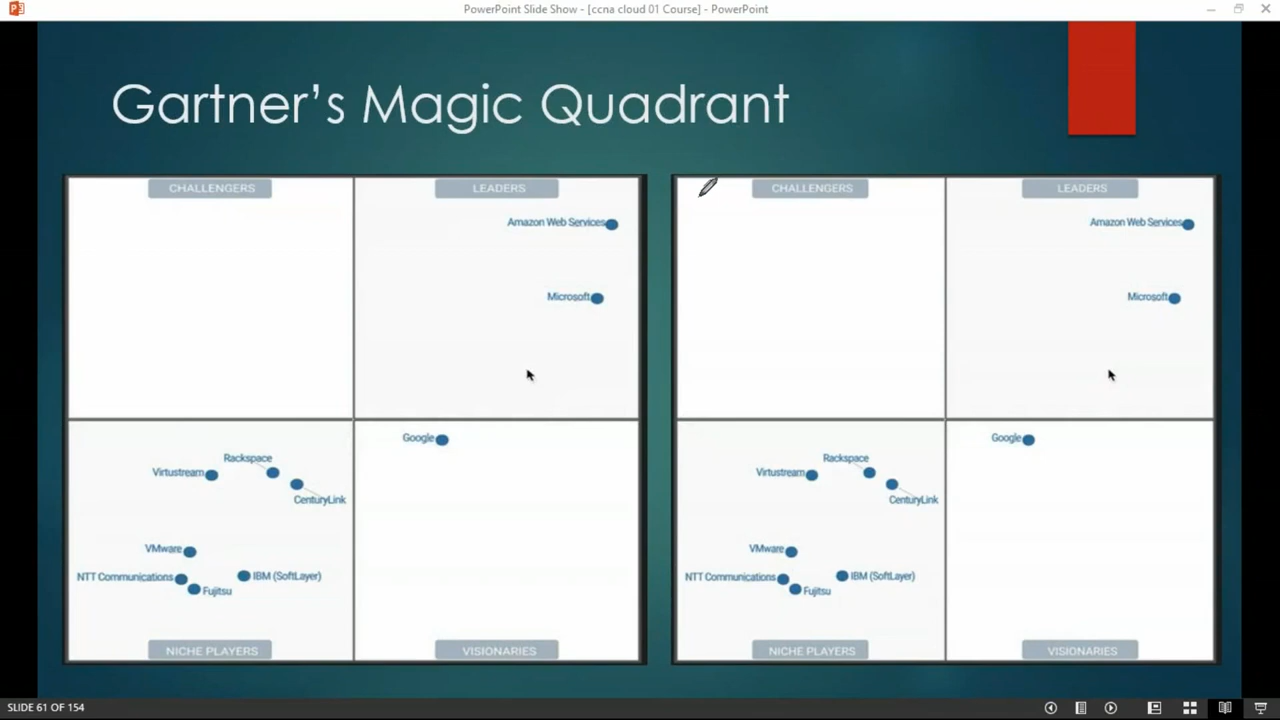 PowerPoint Slide Show - [ccna cloud 01 Course] - PowerPoint
Gartner's Magic Quadrant
CHALLENGERS
LEADERS
Amazon Web Services
Microsoft
Google
Rackspace
Virtustream
CenturyLink
VMware
NTT Communications
IBM (SoftLayer)
Fujitsu
NICHE PLAYERS
VISIONARIES
CHALLENGERS
LEADERS
Amazon Web Services
Microsoft
Google
Rackspace
Virtustream
CenturyLink
VMware
NTT Communications
IBM (SoftLayer)
Fujitsu
NICHE PLAYERS
VISIONARIES
SLIDE 61 OF 154